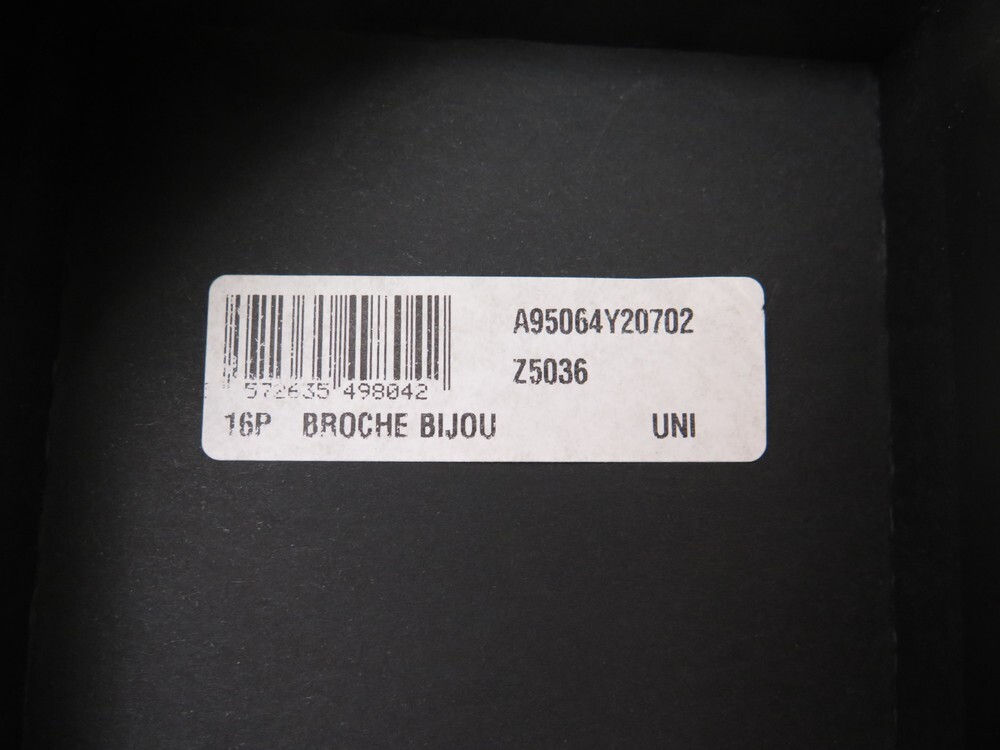 A95064Y20702
Z5036
572635 498042
16P BROCHE BIJOU UNI